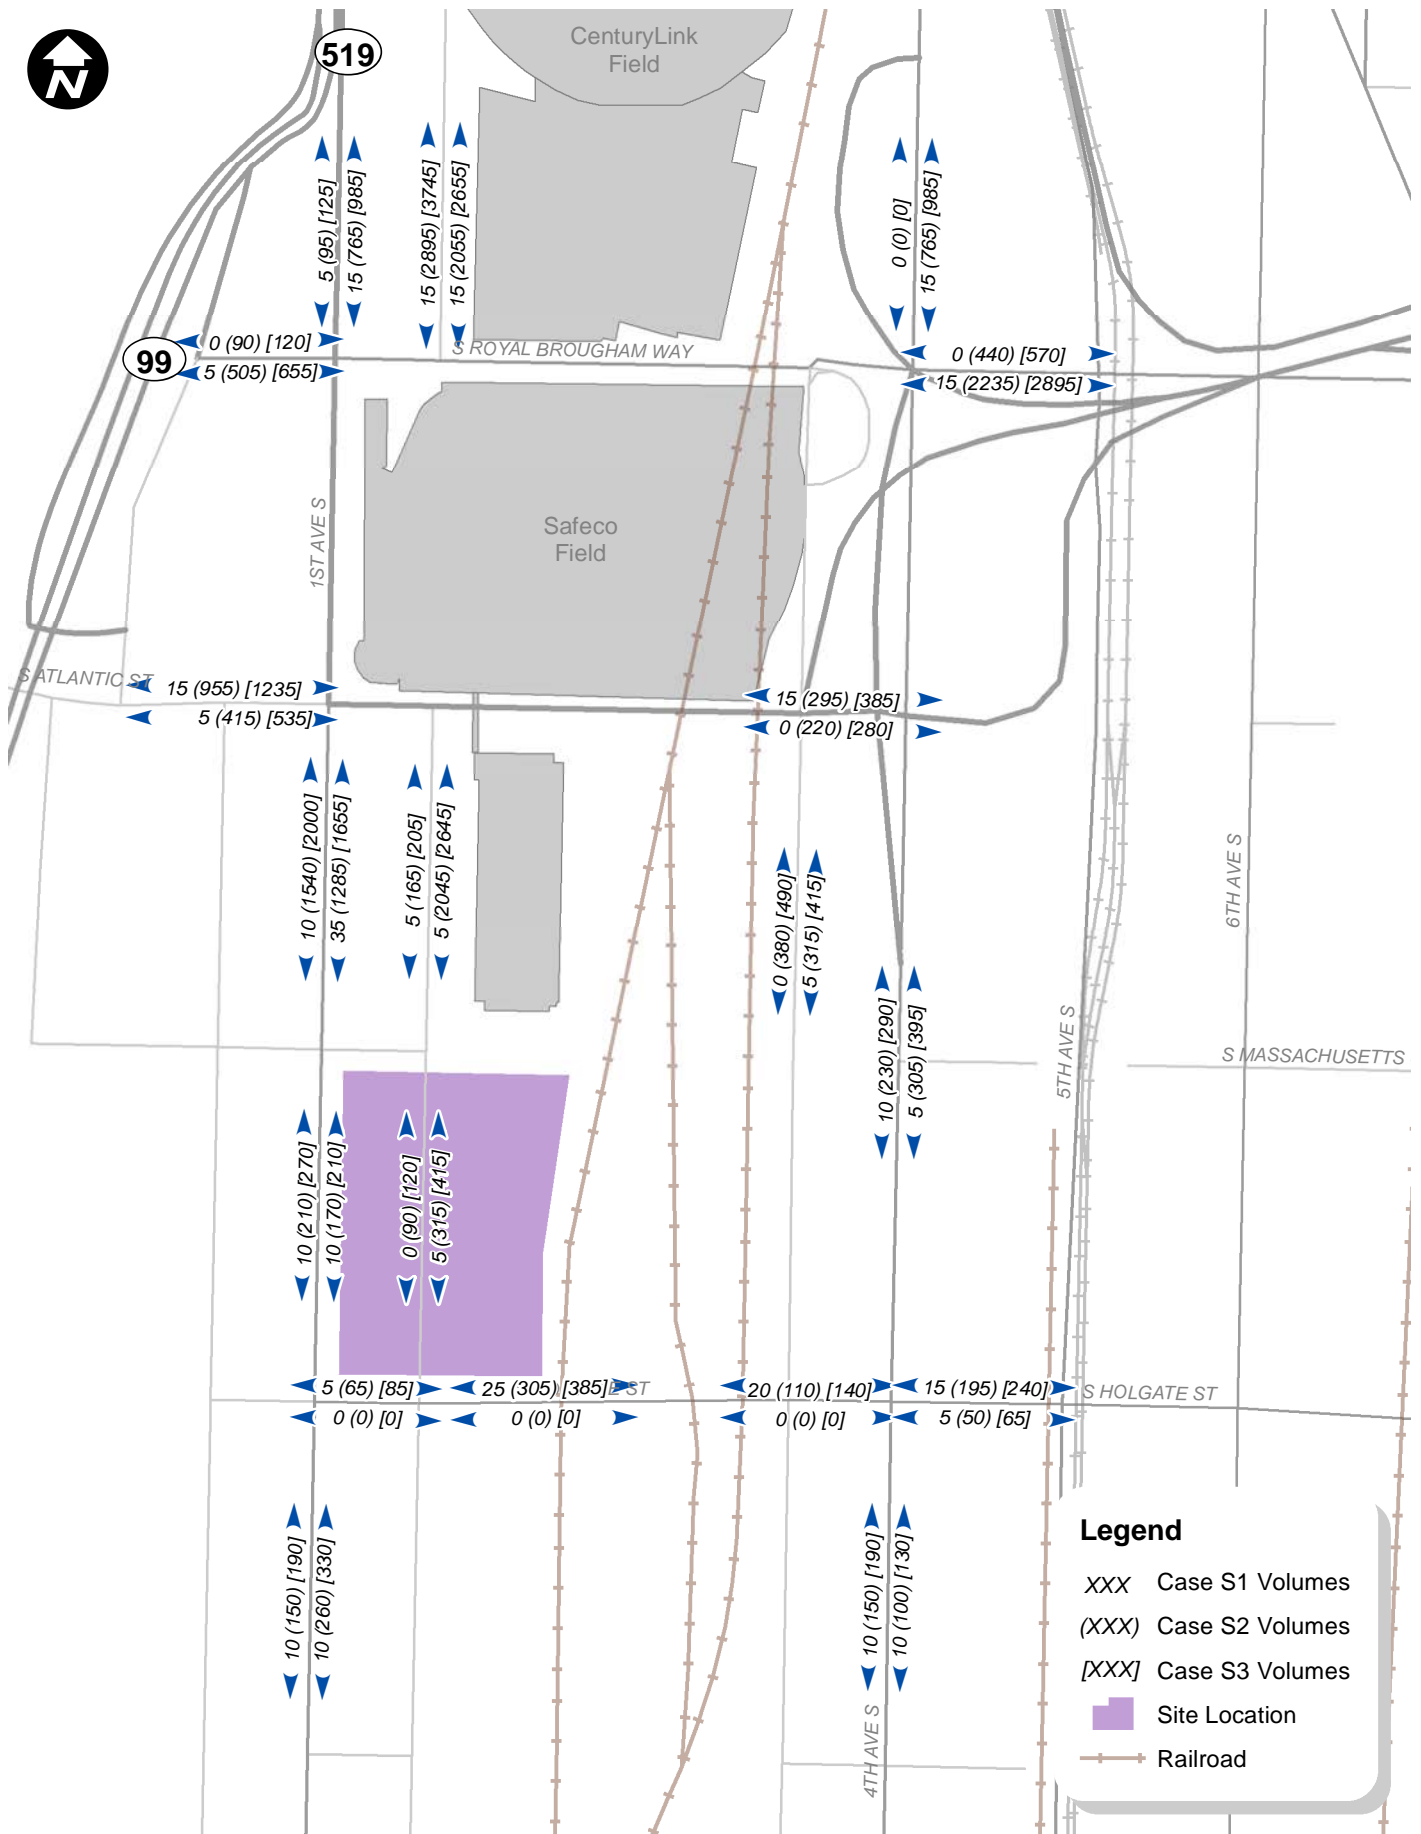 CenturyLink
Field
519
N
5 (95) [125]
15 (765) [985]
15 (2895) [3745]
15 (2055) [2655]
0 (0) [0]
15 (765) [985]
0 (90) [120]
99
5 (505) [655]
S ROYAL BROUGHAM WAY
0 (440) [570]
15 (2235) [2895]
1ST AVE S
Safeco
Field
S ATLANTIC ST
15 (955) [1235]
5 (415) [535]
15 (295) [385]
0 (220) [280]
10 (1540) [2000]
35 (1285) [1655]
5 (165) [205]
5 (2045) [2645]
0 (380) [490]
5 (315) [415]
6TH AVE S
10 (230) [290]
5 (305) [395]
5TH AVE S
S MASSACHUSETTS
10 (210) [270]
10 (170) [210]
0 (90) [120]
5 (315) [415]
5 (65) [85]
25 (305) [385]
E ST
20 (110) [140]
15 (195) [240]
S HOLGATE ST
0 (0) [0]
0 (0) [0]
0 (0) [0]
5 (50) [65]
10 (150) [190]
10 (260) [330]
10 (150) [190]
10 (100) [130]
4TH AVE S
Legend
XXX Case S1 Volumes
(XXX) Case S2 Volumes
[XXX] Case S3 Volumes
Site Location
Railroad